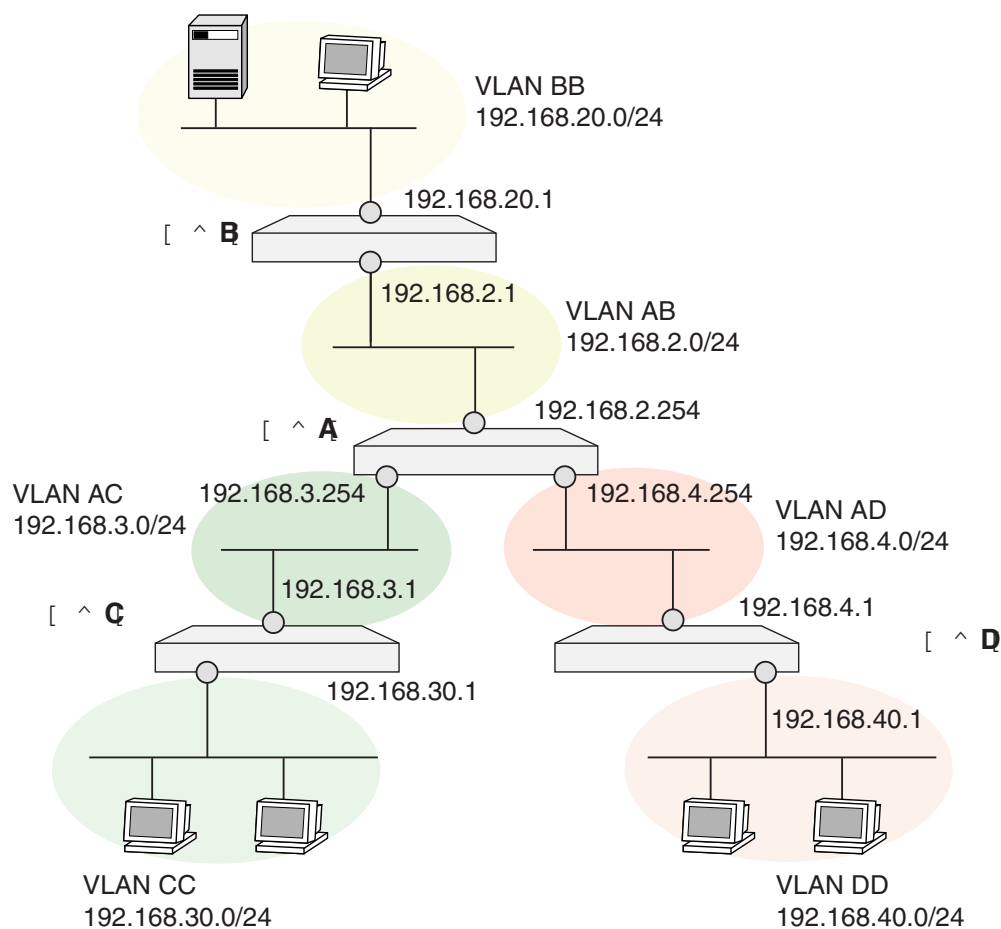 VLAN BB
192.168.20.0/24
192.168.20.1
B
192.168.2.1
VLAN AB
192.168.2.0/24
192.168.2.254
A
VLAN AC
192.168.3.0/24
192.168.3.254
192.168.4.254
VLAN AD
192.168.4.0/24
192.168.3.1
C
192.168.4.1
D
192.168.30.1
192.168.40.1
VLAN CC
192.168.30.0/24
VLAN DD
192.168.40.0/24